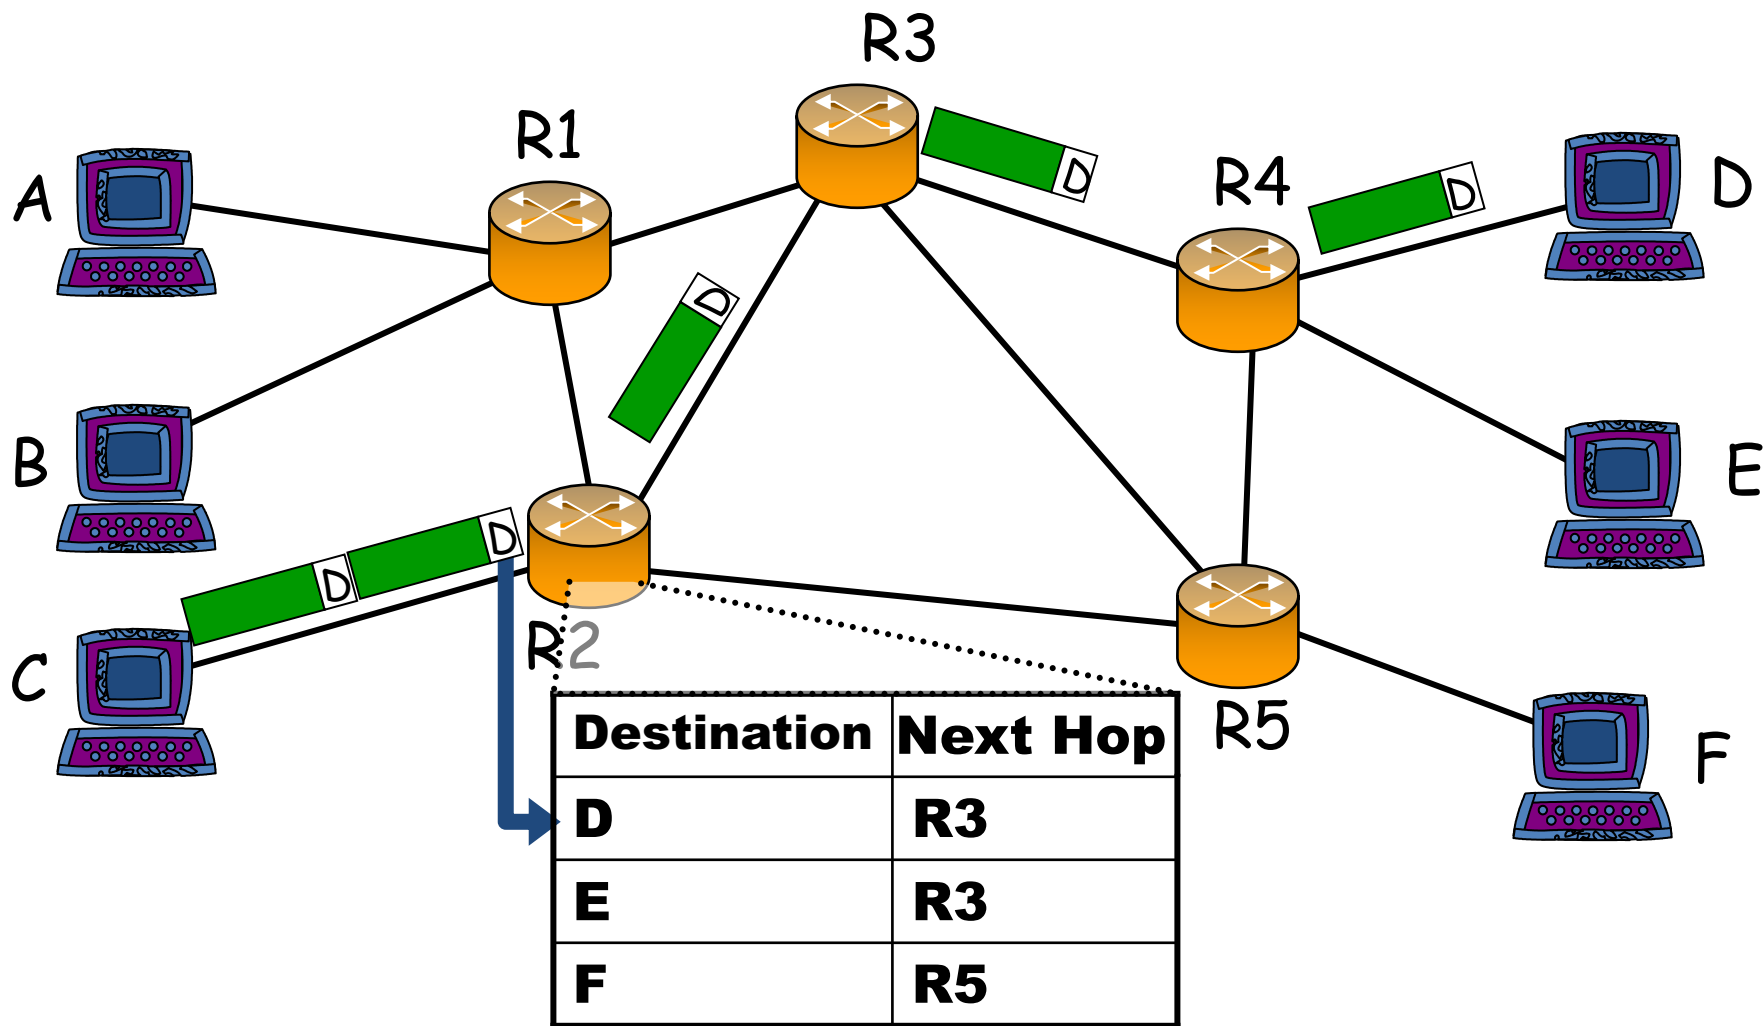 R3
R1
R4
A
D
D
D
D
B
E
D
D
C
R2
R5
F
Destination Next Hop
D R3
E R3
F R5